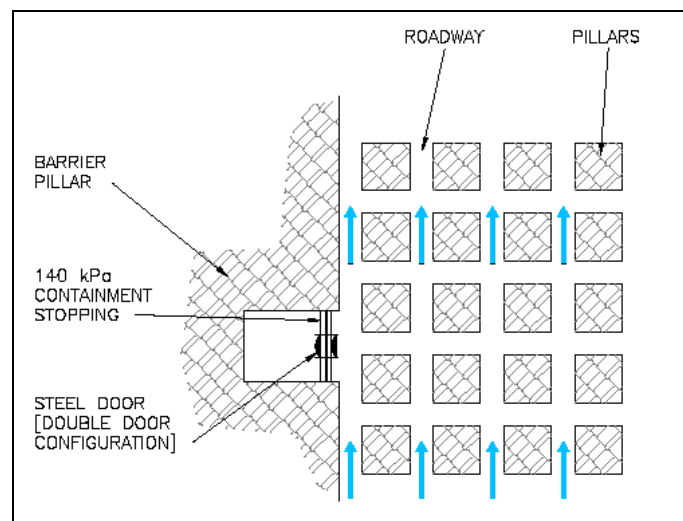 ROADWAY
PILLARS
BARRIER
PILLAR
140 kPa
CONTAINMENT
STOPPING
STEEL DOOR
[DOUBLE DOOR
CONFIGURATION]